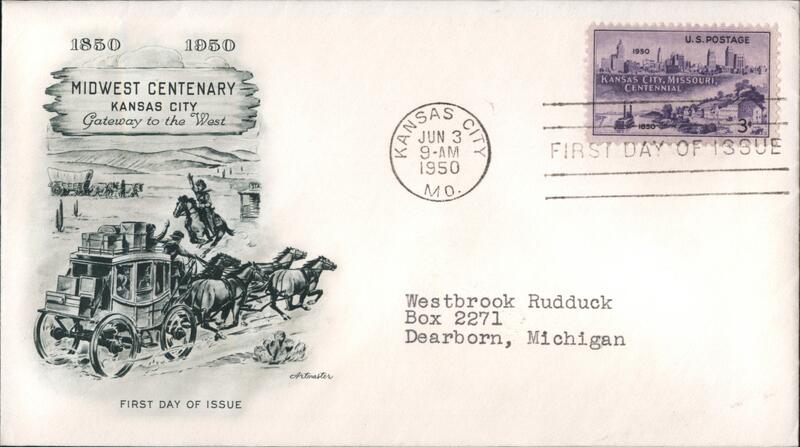 1850 1950
MIDWEST CENTENARY
KANSAS CITY
Gateway to the West
Artmaster
FIRST DAY OF ISSUE
KANSAS CITY
JUN 3
9-AM
1950
MO.
U.S. POSTAGE
1950
KANSAS CITY, MISSOURI
CENTENNIAL
1850
3¢
FIRST DAY OF ISSUE
Westbrook Rudduck
Box 2271
Dearborn, Michigan